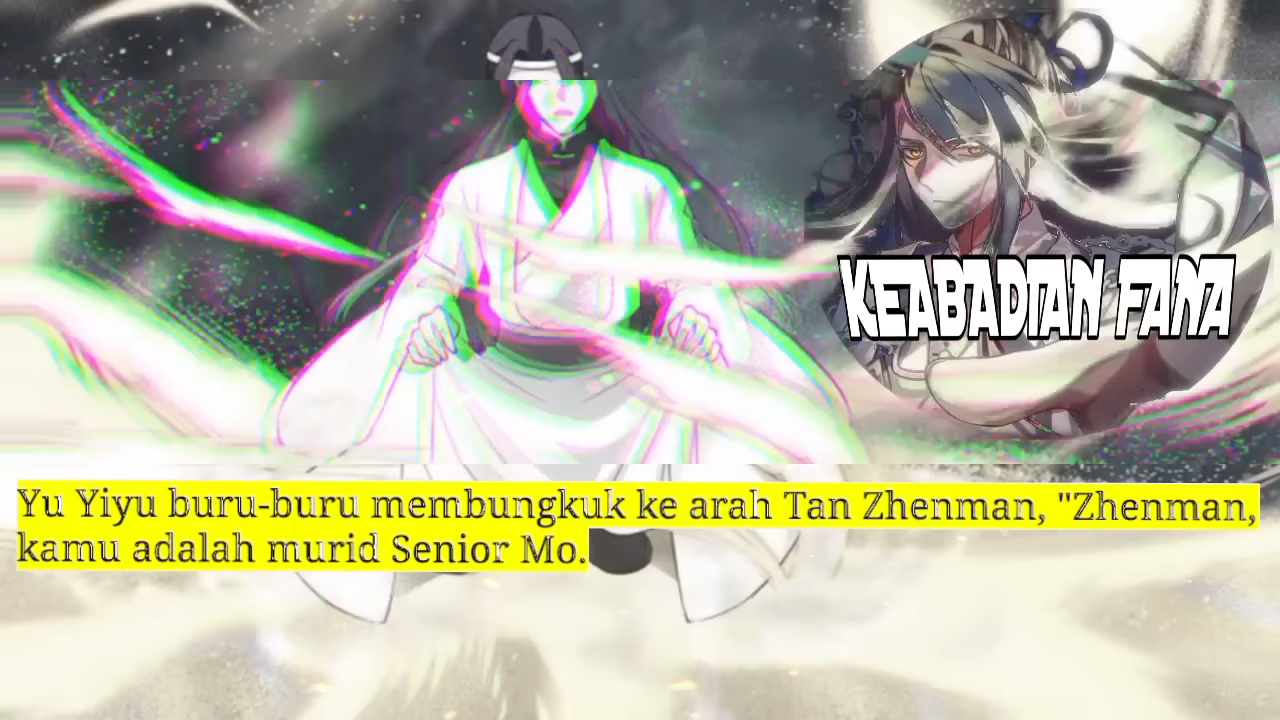 KEABADIAN FANA
Yu Yiyu buru-buru membungkuk ke arah Tan Zhenman, "Zhenman,
kamu adalah murid Senior Mo.